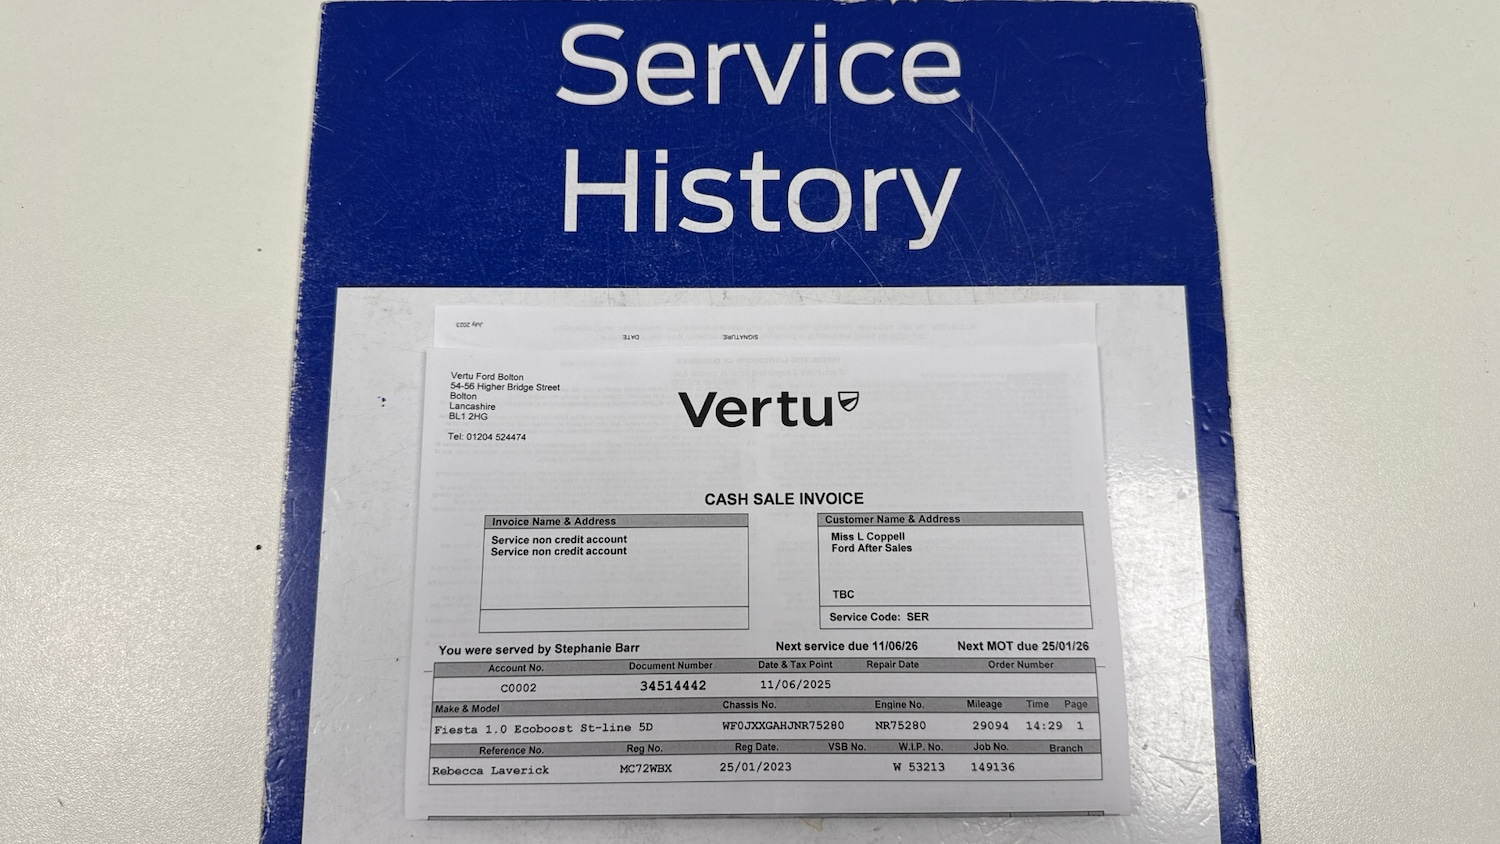 Service
History
July 2023
DATE SIGNATURE
Vertu Ford Bolton
54-56 Higher Bridge Street
Bolton
Lancashire
BL1 2HG
Tel: 01204 524474
Vertu
CASH SALE INVOICE
Invoice Name & Address
Service non credit account
Service non credit account
Customer Name & Address
Miss L Coppell
Ford After Sales
TBC
Service Code: SER
You were served by Stephanie Barr Next service due 11/06/26 Next MOT due 25/01/26
Account No. Document Number Date & Tax Point Repair Date Order Number
C0002 34514442 11/06/2025
Make & Model Chassis No. Engine No. Mileage Time Page
Fiesta 1.0 Ecoboost St-line 5D WF0JXXGAHJNR75280 NR75280 29094 14:29 1
Reference No. Reg No. Reg Date. VSB No. W.I.P. No. Job No. Branch
Rebecca Laverick MC72WBX 25/01/2023 W 53213 149136